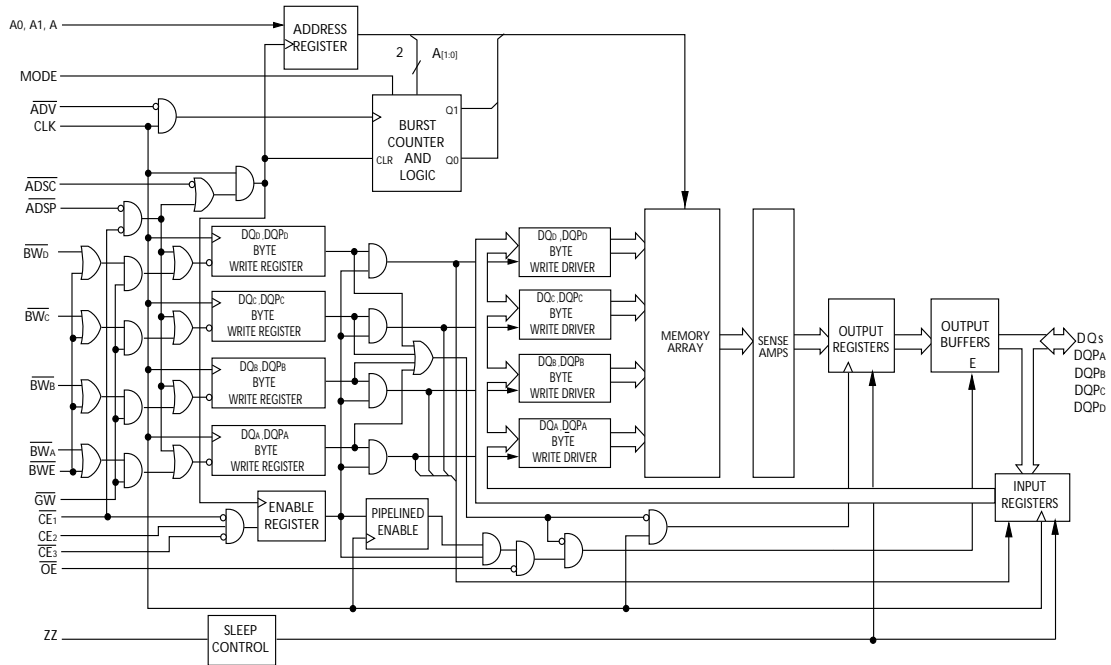 A0, A1, A
ADDRESS
REGISTER
2
A[1:0]
MODE
ADV
CLK
BURST
COUNTER
AND
LOGIC
Q1
CLR
Q0
ADSC
ADSP
BWD
DQD ,DQPD
BYTE
WRITE REGISTER
DQD ,DQPD
BYTE
WRITE DRIVER
BWC
DQC ,DQPC
BYTE
WRITE REGISTER
DQC ,DQPC
BYTE
WRITE DRIVER
MEMORY
ARRAY
SENSE
AMPS
OUTPUT
REGISTERS
OUTPUT
BUFFERS
E
DQs
DQPA
DQPB
DQPC
DQPD
BWB
DQB ,DQPB
BYTE
WRITE REGISTER
DQB ,DQPB
BYTE
WRITE DRIVER
BWA
BWE
DQA ,DQPA
BYTE
WRITE REGISTER
DQA ,DQPA
BYTE
WRITE DRIVER
GW
CE1
CE2
CE3
OE
ENABLE
REGISTER
PIPELINED
ENABLE
INPUT
REGISTERS
ZZ
SLEEP
CONTROL